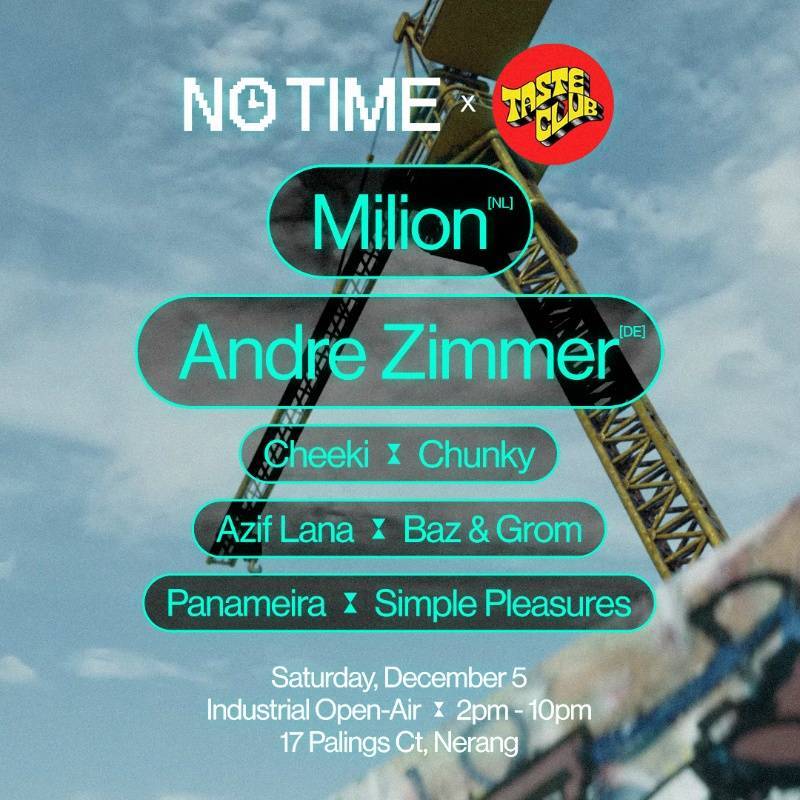 NO TIME x TASTE CLUB
Milion [NL]
Andre Zimmer [DE]
Cheeki Chunky
Azif Lana Baz & Grom
Panameira Simple Pleasures
Saturday, December 5
Industrial Open-Air 2pm - 10pm
17 Palings Ct, Nerang